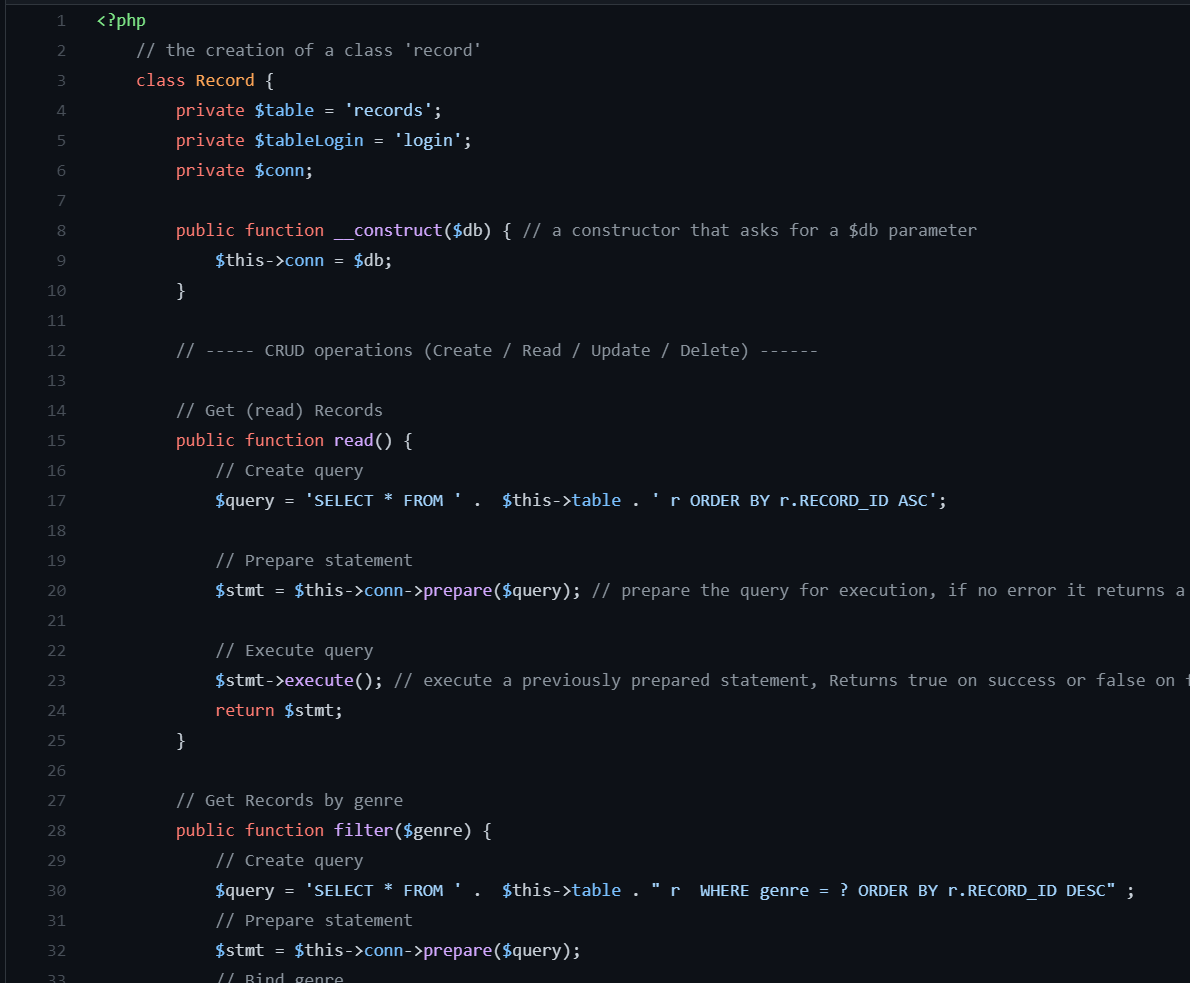 1 <?php
2 // the creation of a class 'record'
3 class Record {
4 private $table = 'records';
5 private $tableLogin = 'login';
6 private $conn;
7
8 public function __construct($db) { // a constructor that asks for a $db parameter
9 $this->conn = $db;
10 }
11
12 // ----- CRUD operations (Create / Read / Update / Delete) ------
13
14 // Get (read) Records
15 public function read() {
16 // Create query
17 $query = 'SELECT * FROM ' .  $this->table . ' r ORDER BY r.RECORD_ID ASC';
18
19 // Prepare statement
20 $stmt = $this->conn->prepare($query); // prepare the query for execution, if no error it returns a
21
22 // Execute query
23 $stmt->execute(); // execute a previously prepared statement, Returns true on success or false on
24 return $stmt;
25 }
26
27 // Get Records by genre
28 public function filter($genre) {
29 // Create query
30 $query = 'SELECT * FROM ' .  $this->table . " r  WHERE genre = ? ORDER BY r.RECORD_ID DESC" ;
31 // Prepare statement
32 $stmt = $this->conn->prepare($query);
33 // Bind genre